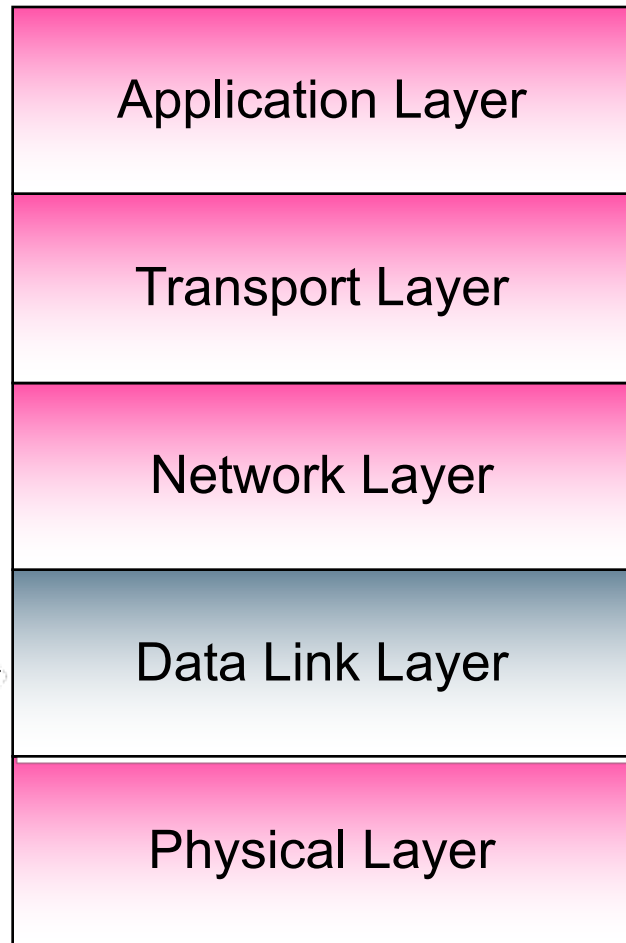 Application Layer
Transport Layer
Network Layer
Data Link Layer
Physical Layer